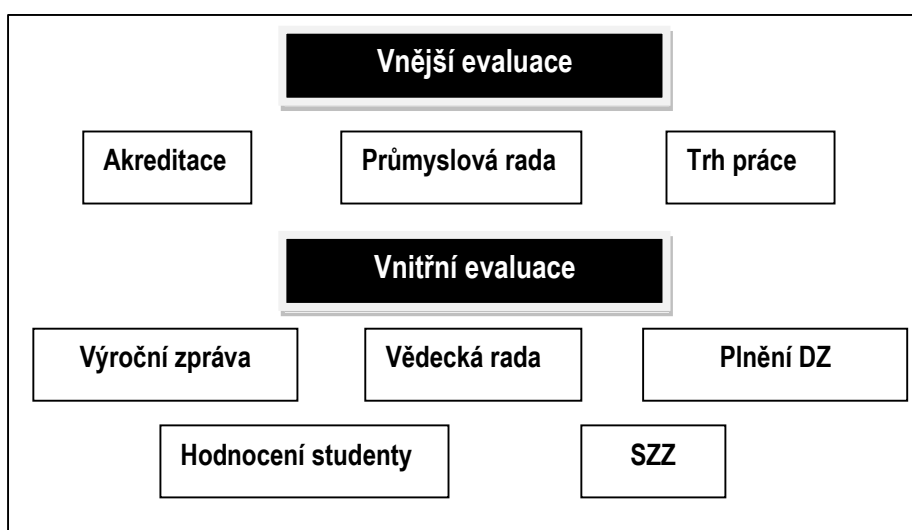 Vnější evaluace
Akreditace
Průmyslová rada
Trh práce
Vnitřní evaluace
Výroční zpráva
Vědecká rada
Plnění DZ
Hodnocení studenty
SZZ